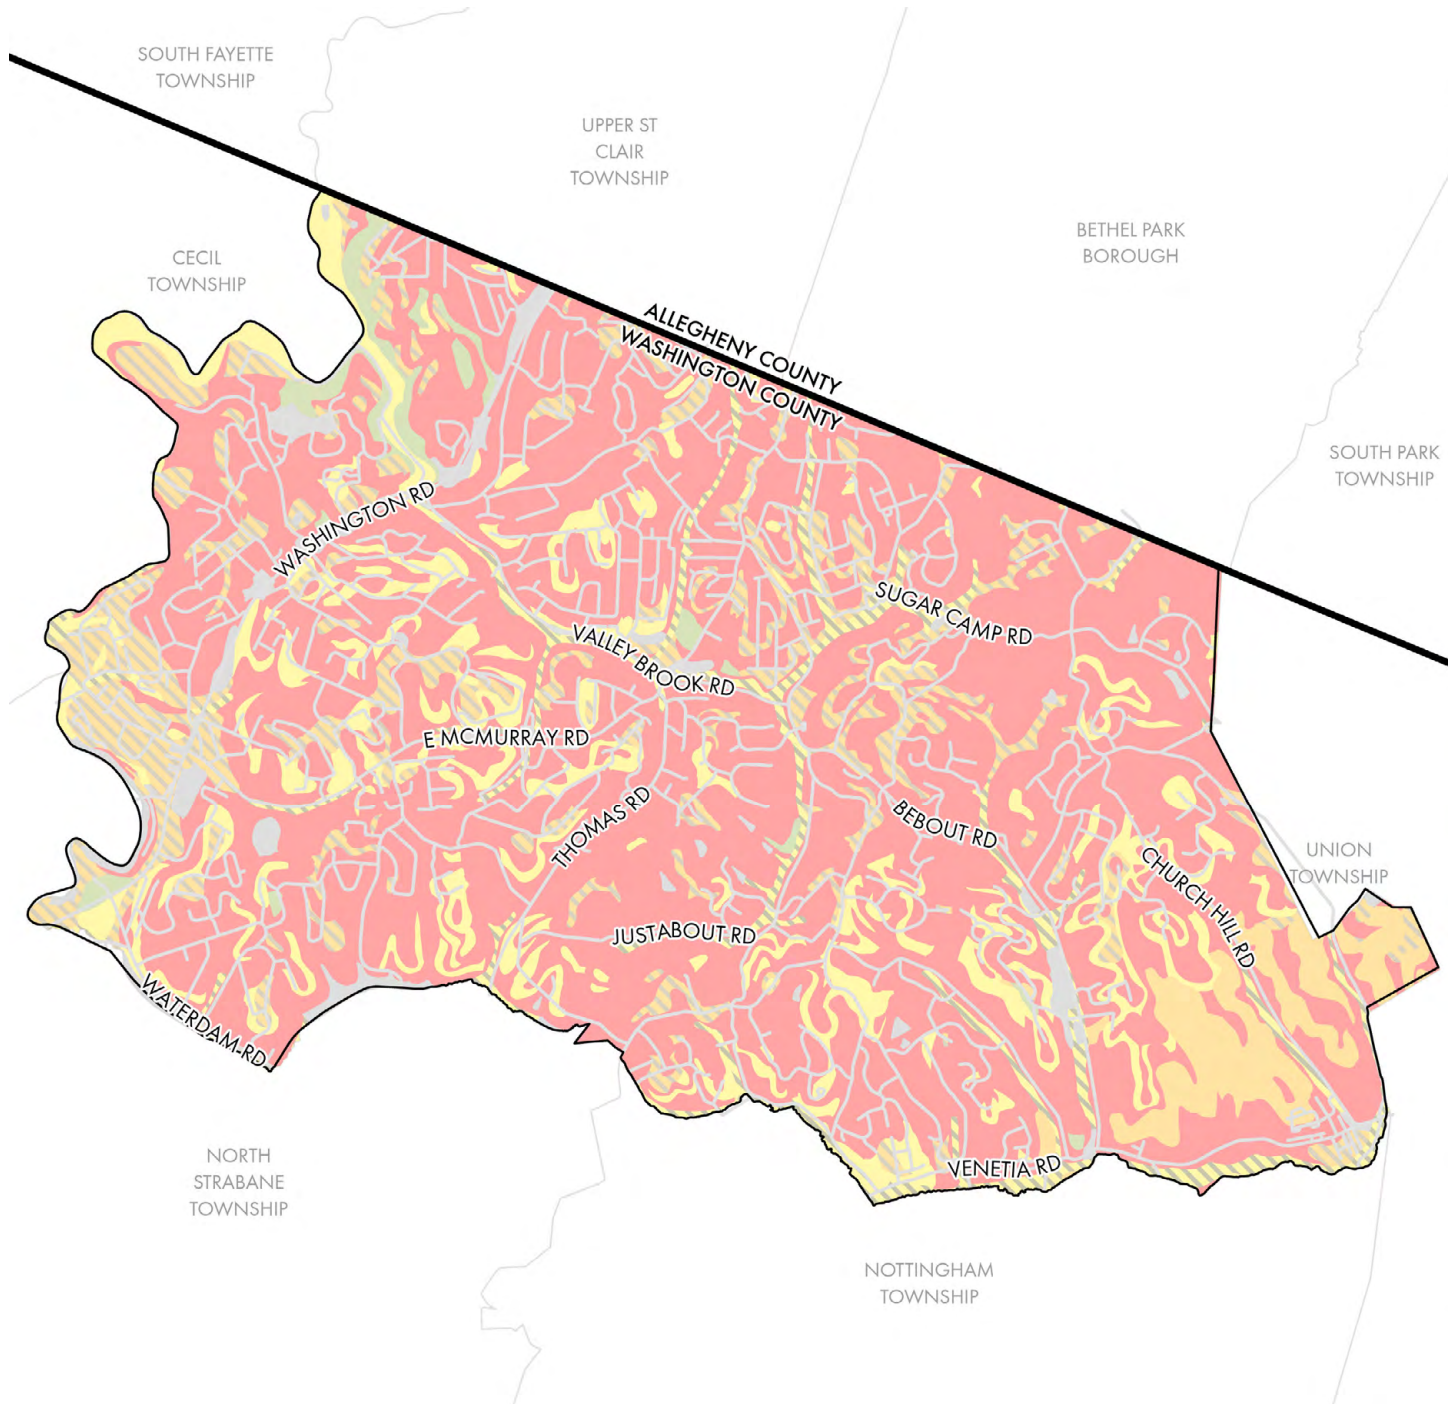 SOUTH FAYETTE
TOWNSHIP
UPPER ST
CLAIR
TOWNSHIP
BETHEL PARK
BOROUGH
CECIL
TOWNSHIP
ALLEGHENY COUNTY
WASHINGTON COUNTY
SOUTH PARK
TOWNSHIP
WASHINGTON RD
SUGAR CAMP RD
VALLEY BROOK RD
E MCMURRAY RD
THOMAS RD
BEBOUT RD
CHURCH HILL RD
UNION
TOWNSHIP
JUSTABOUT RD
WATERDAM RD
VENETIA RD
NORTH
STRABANE
TOWNSHIP
NOTTINGHAM
TOWNSHIP